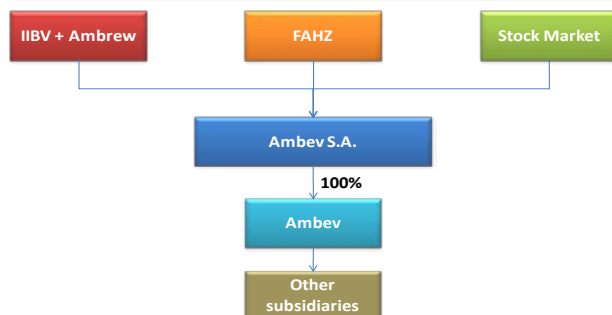 IIBV + Ambrew
FAHZ
Stock Market
Ambev S.A.
100%
Ambev
Other
subsidiaries